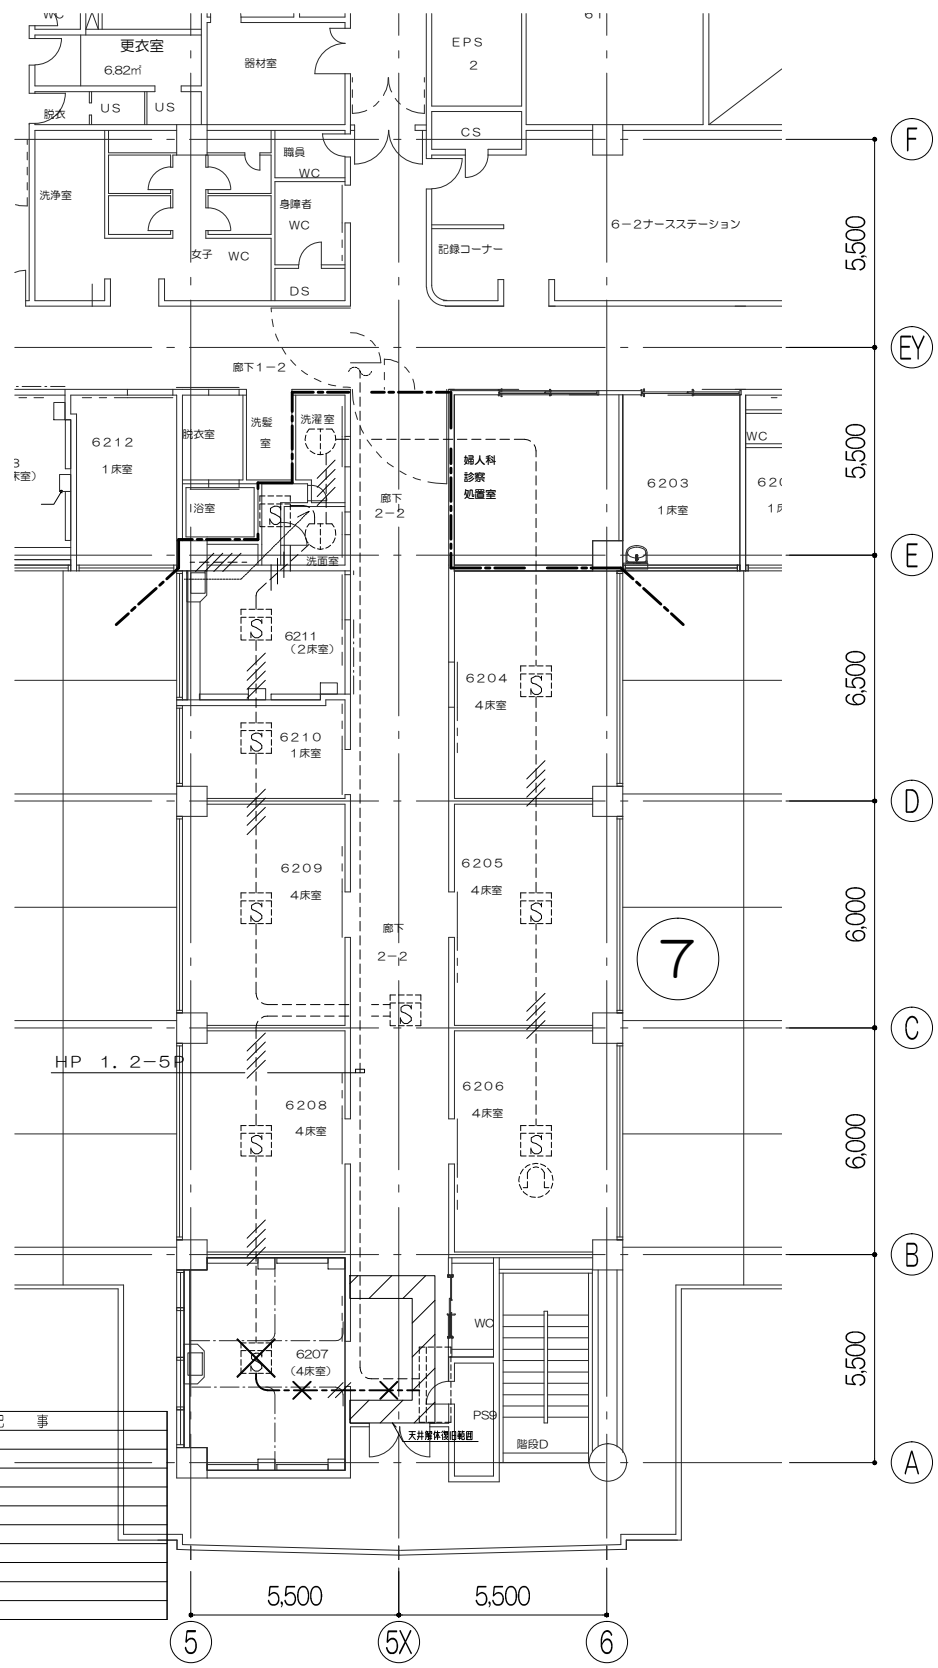 WC
更衣室
6.82㎡
器材室
EPS
2
61
脱衣
US
US
CS
F
職員
WC
洗浄室
身障者
WC
女子 WC
記録コーナー
6-2ナースステーション
DS
5,500
EY
廊下1-2
6212
1床室
脱衣室
洗髪
室
洗濯室
婦人科
診察
処置室
WC
床室)
廊下
2-2
6203
1床室
5,500
浴室
洗面室
E
S
S
6211
(2床室)
6204
4床室
S
6,500
S
6210
1床室
D
6209
4床室
6205
4床室
S
S
6,000
廊下
2-2
7
S
C
HP 1.2-5P
6208
4床室
6206
4床室
S
S
6,000
B
WC
6207
(4床室)
S
5,500
PS9
天井解体復旧範囲
階段D
記 事
A
5,500
5,500
5
5X
6